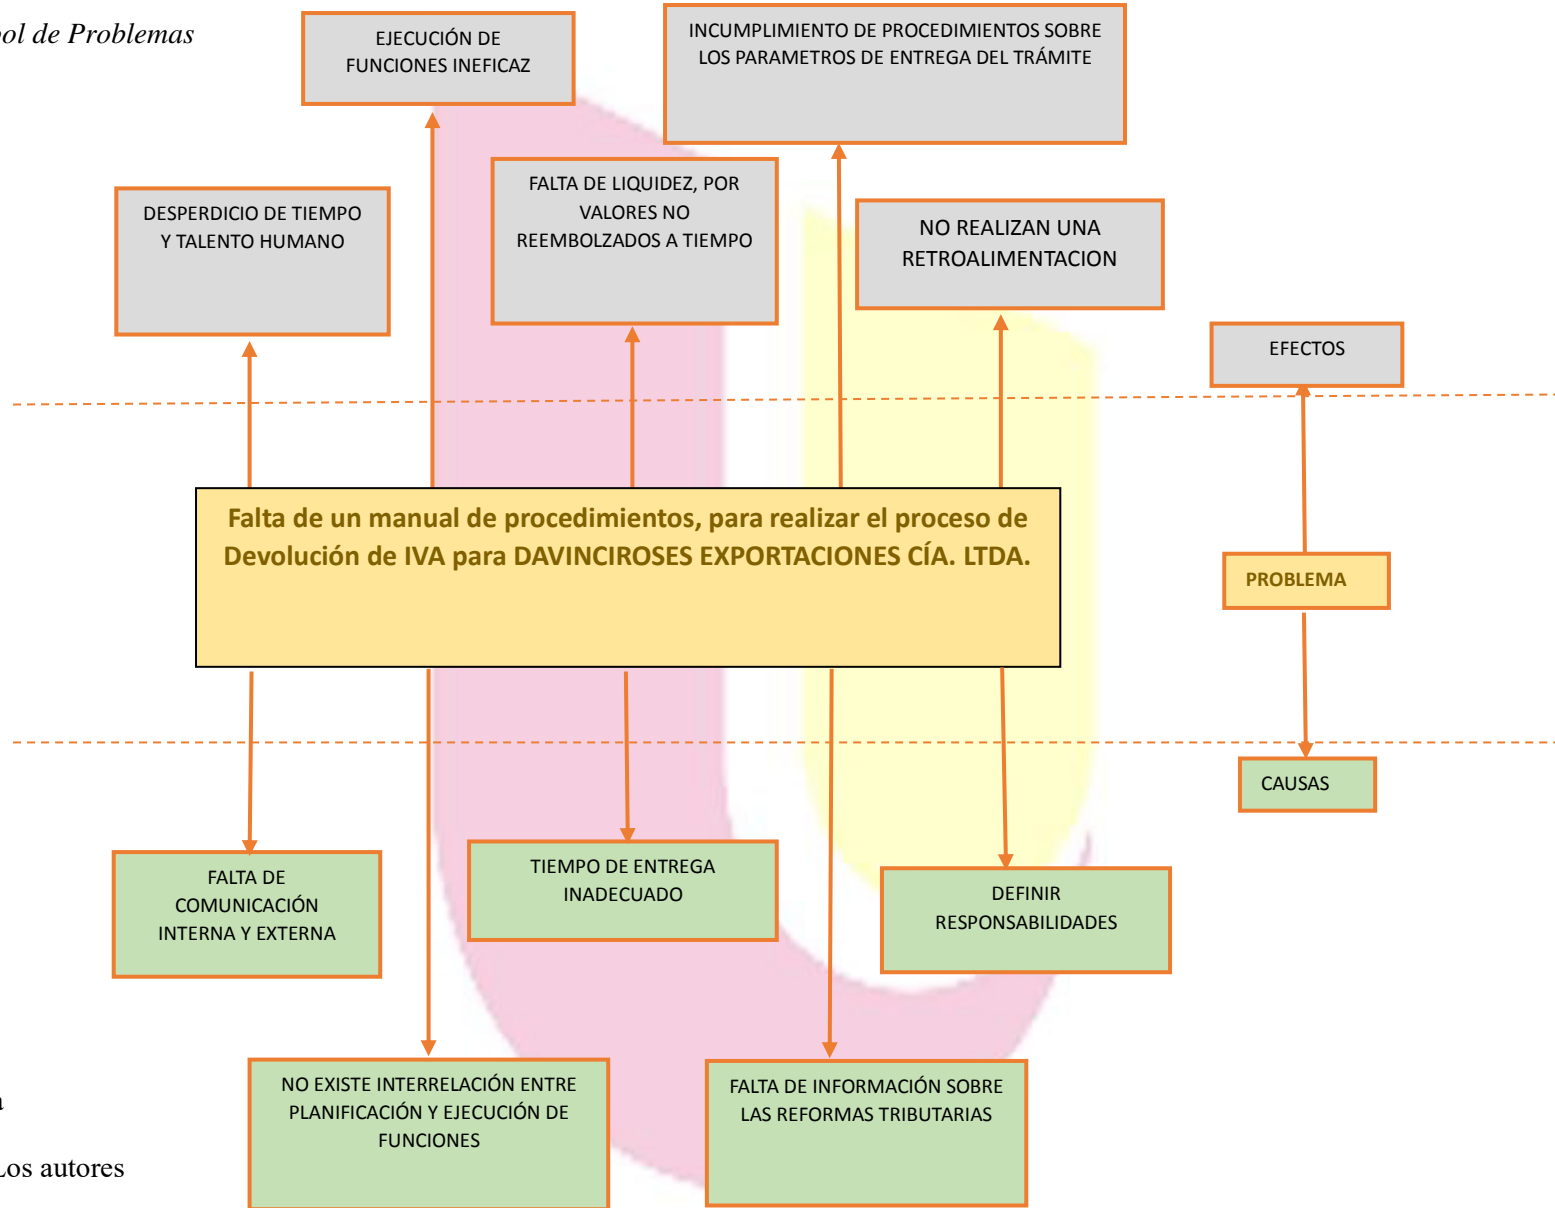 de Problemas
EJECUCIÓN DE
FUNCIONES INEFICAZ
INCUMPLIMIENTO DE PROCEDIMIENTOS SOBRE
LOS PARAMETROS DE ENTREGA DEL TRÁMITE
DESPERDICIO DE TIEMPO
Y TALENTO HUMANO
FALTA DE LIQUIDEZ, POR
VALORES NO
REEMBOLZADOS A TIEMPO
NO REALIZAN UNA
RETROALIMENTACION
EFECTOS
Falta de un manual de procedimientos, para realizar el proceso de
Devolución de IVA para DAVINCIROSES EXPORTACIONES CÍA. LTDA.
PROBLEMA
CAUSAS
FALTA DE
COMUNICACIÓN
INTERNA Y EXTERNA
TIEMPO DE ENTREGA
INADECUADO
DEFINIR
RESPONSABILIDADES
NO EXISTE INTERRELACIÓN ENTRE
PLANIFICACIÓN Y EJECUCIÓN DE
FUNCIONES
FALTA DE INFORMACIÓN SOBRE
LAS REFORMAS TRIBUTARIAS
Los autores